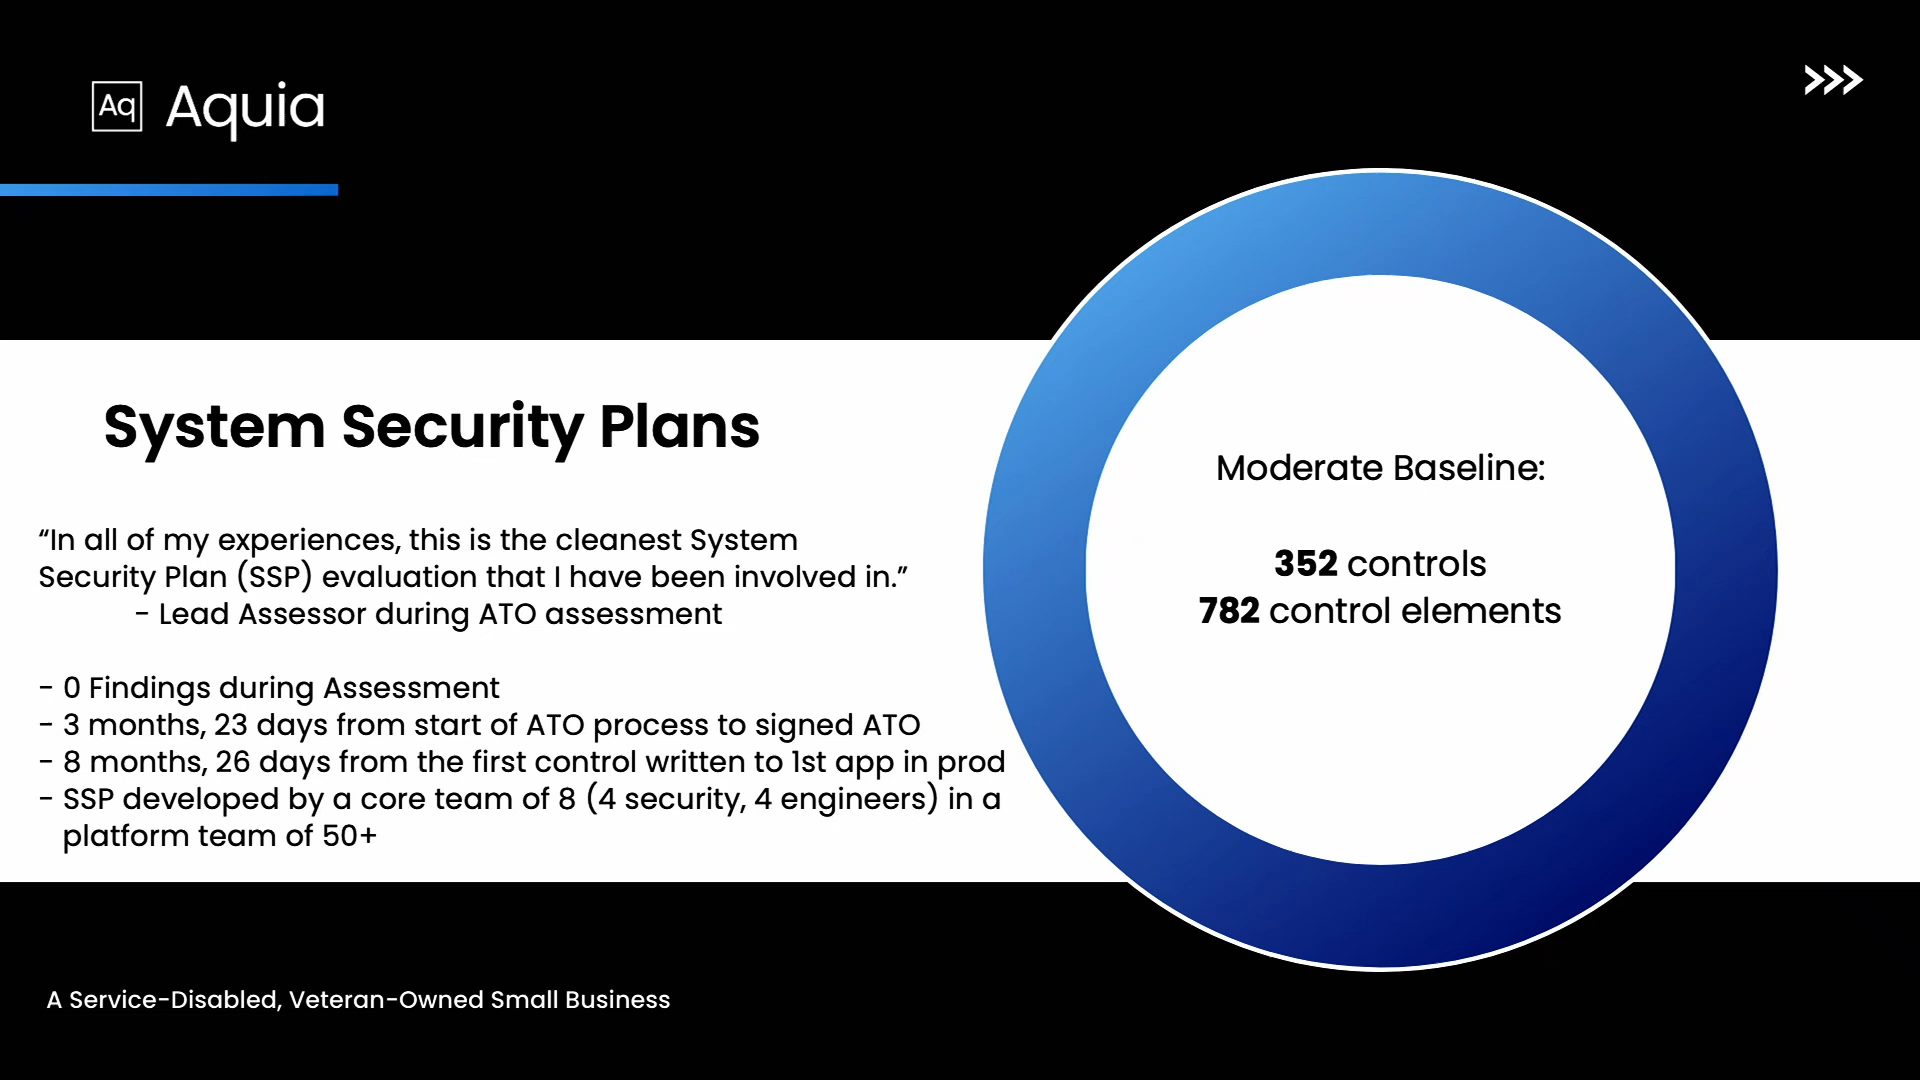 Aq Aquia
System Security Plans
“In all of my experiences, this is the cleanest System
Security Plan (SSP) evaluation that I have been involved in.”
- Lead Assessor during ATO assessment
- 0 Findings during Assessment
- 3 months, 23 days from start of ATO process to signed ATO
- 8 months, 26 days from the first control written to 1st app in prod
- SSP developed by a core team of 8 (4 security, 4 engineers) in a
platform team of 50+
Moderate Baseline:
352 controls
782 control elements
A Service-Disabled, Veteran-Owned Small Business